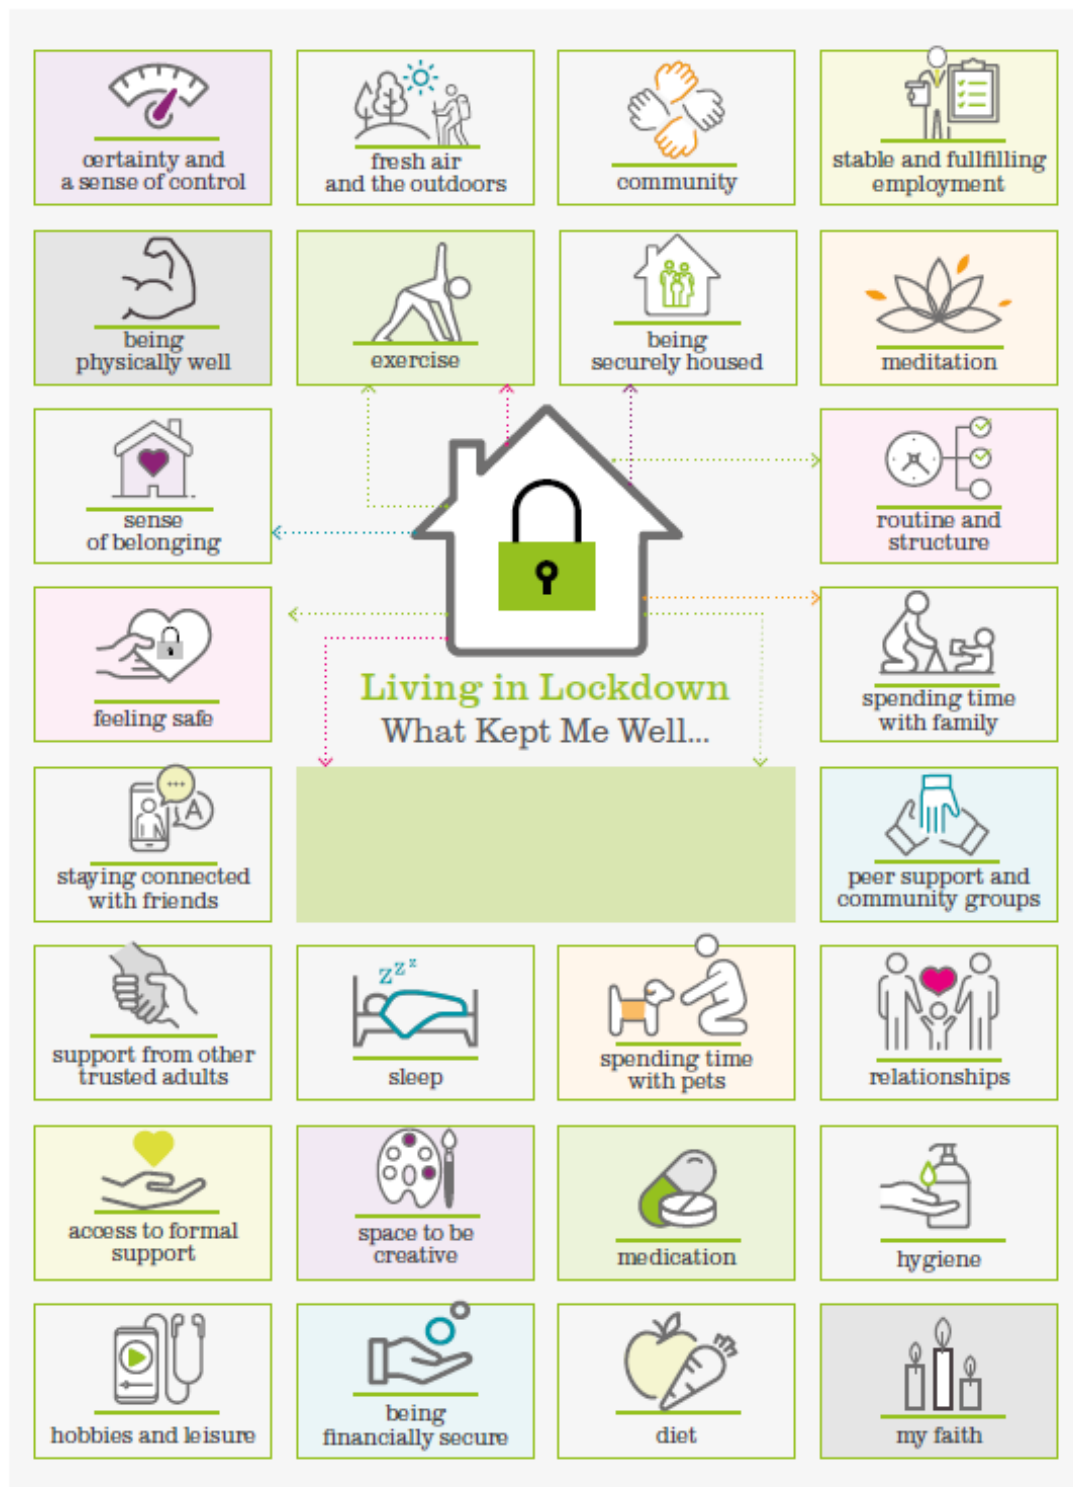 certainty and
a sense of control
fresh air
and the outdoors
community
stable and fullfilling
employment
being
physically well
exercise
being
securely housed
meditation
sense
of belonging
routine and
structure
feeling safe
Living in Lockdown
What Kept Me Well...
spending time
with family
staying connected
with friends
A
peer support and
community groups
support from other
trusted adults
zzz
sleep
spending time
with pets
relationships
access to formal
support
space to be
creative
medication
hygiene
hobbies and leisure
being
financially secure
diet
my faith